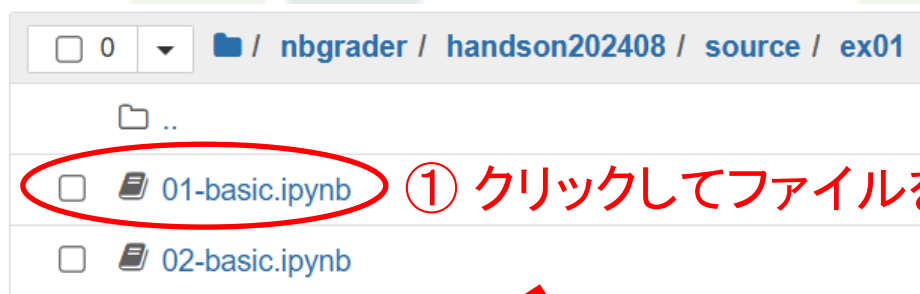 0 / nbgrader / handson202408 / source / ex01
..
01-basic.ipynb ① クリックしてファイルを
02-basic.ipynb